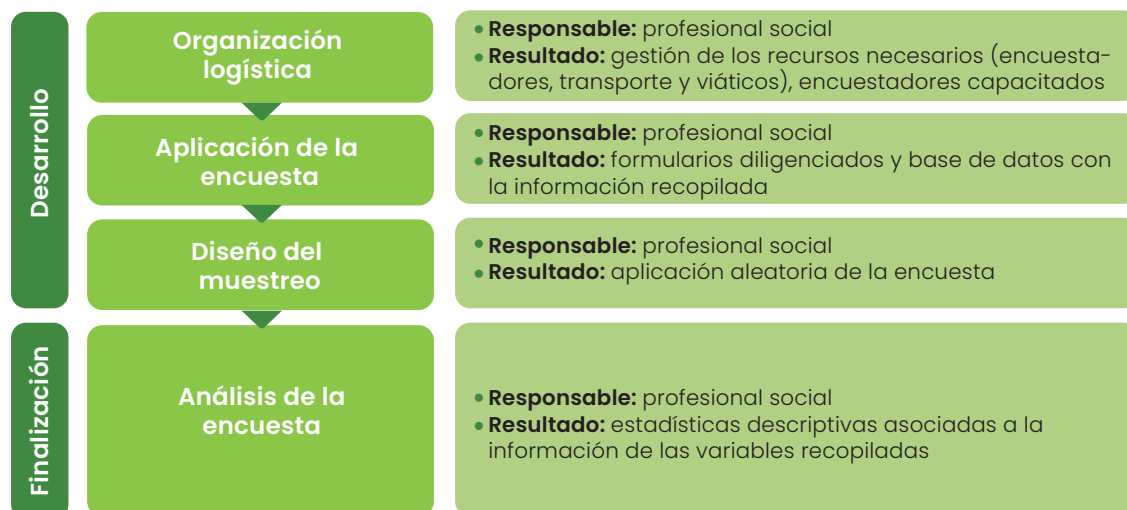 Desarrollo
Organización
logística
• Responsable: profesional social
• Resultado: gestión de los recursos necesarios (encuesta-
dores, transporte y viáticos), encuestadores capacitados
Aplicación de la
encuesta
• Responsable: profesional social
• Resultado: formularios diligenciados y base de datos con
la información recopilada
Diseño del
muestreo
• Responsable: profesional social
• Resultado: aplicación aleatoria de la encuesta
Finalización
Análisis de la
encuesta
• Responsable: profesional social
• Resultado: estadísticas descriptivas asociadas a la
información de las variables recopiladas